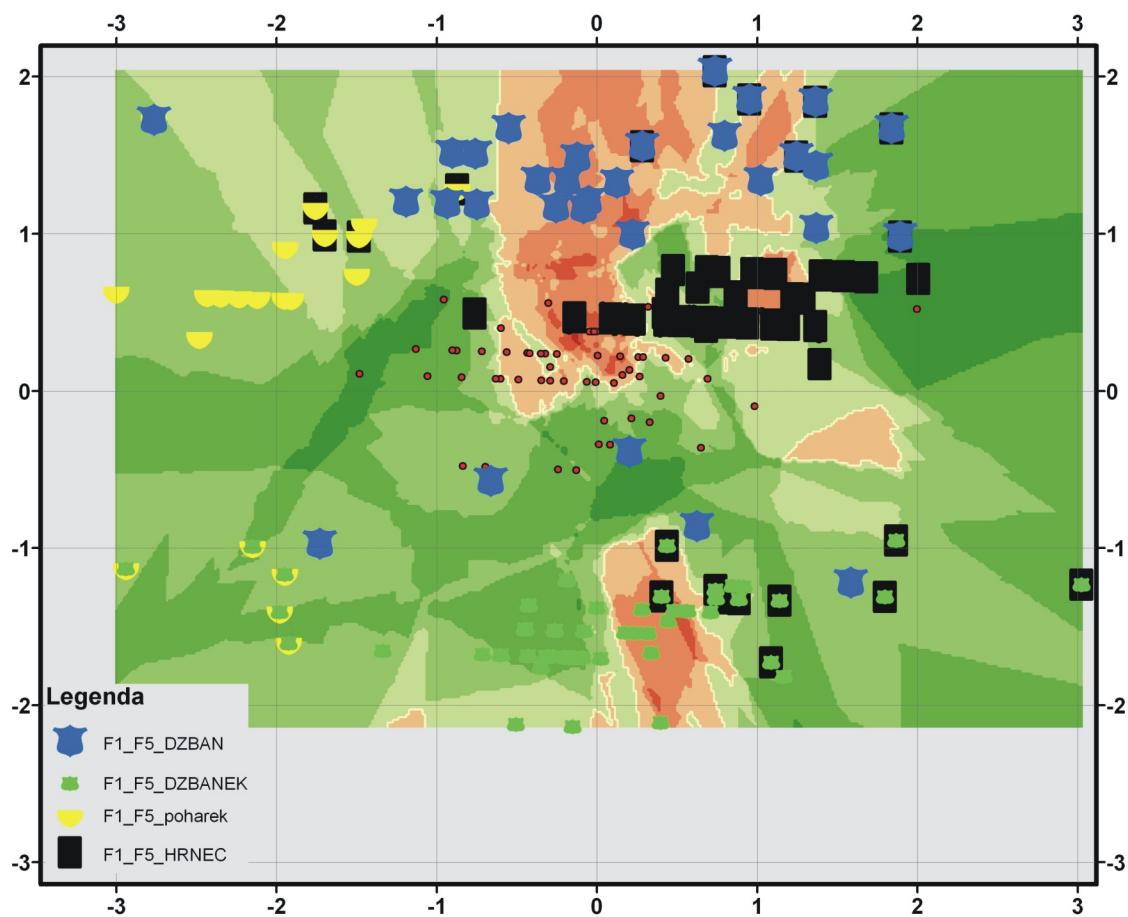 -3 -2 -1 0 1 2 3
2 2
1 1
0 0
-1 -1
-2 -2
-3 -3
Legenda
F1_F5_DZBAN
F1_F5_DZBANEK
F1_F5_poharek
F1_F5_HRNEC
-3 -2 -1 0 1 2 3